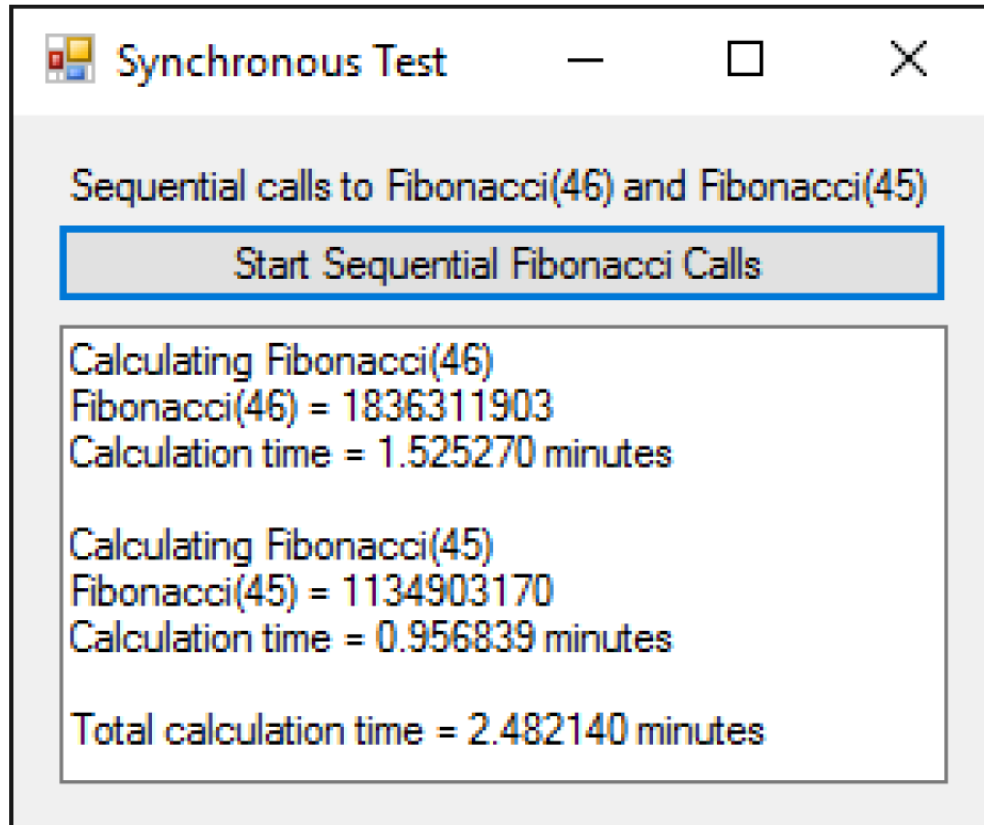 Synchronous Test
Sequential calls to Fibonacci(46) and Fibonacci(45)
Start Sequential Fibonacci Calls
Calculating Fibonacci(46)
Fibonacci(46) = 1836311903
Calculation time = 1.525270 minutes
Calculating Fibonacci(45)
Fibonacci(45) = 1134903170
Calculation time = 0.956839 minutes
Total calculation time = 2.482140 minutes